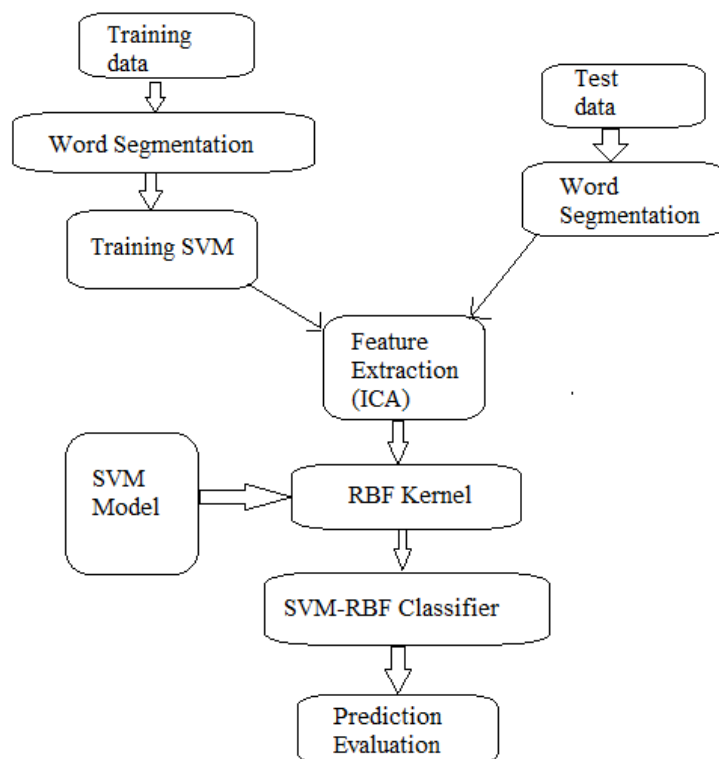 Training
data
Test
data
Word Segmentation
Word
Segmentation
Training SVM
Feature
Extraction
(ICA)
SVM
Model
RBF Kernel
SVM-RBF Classifier
Prediction
Evaluation